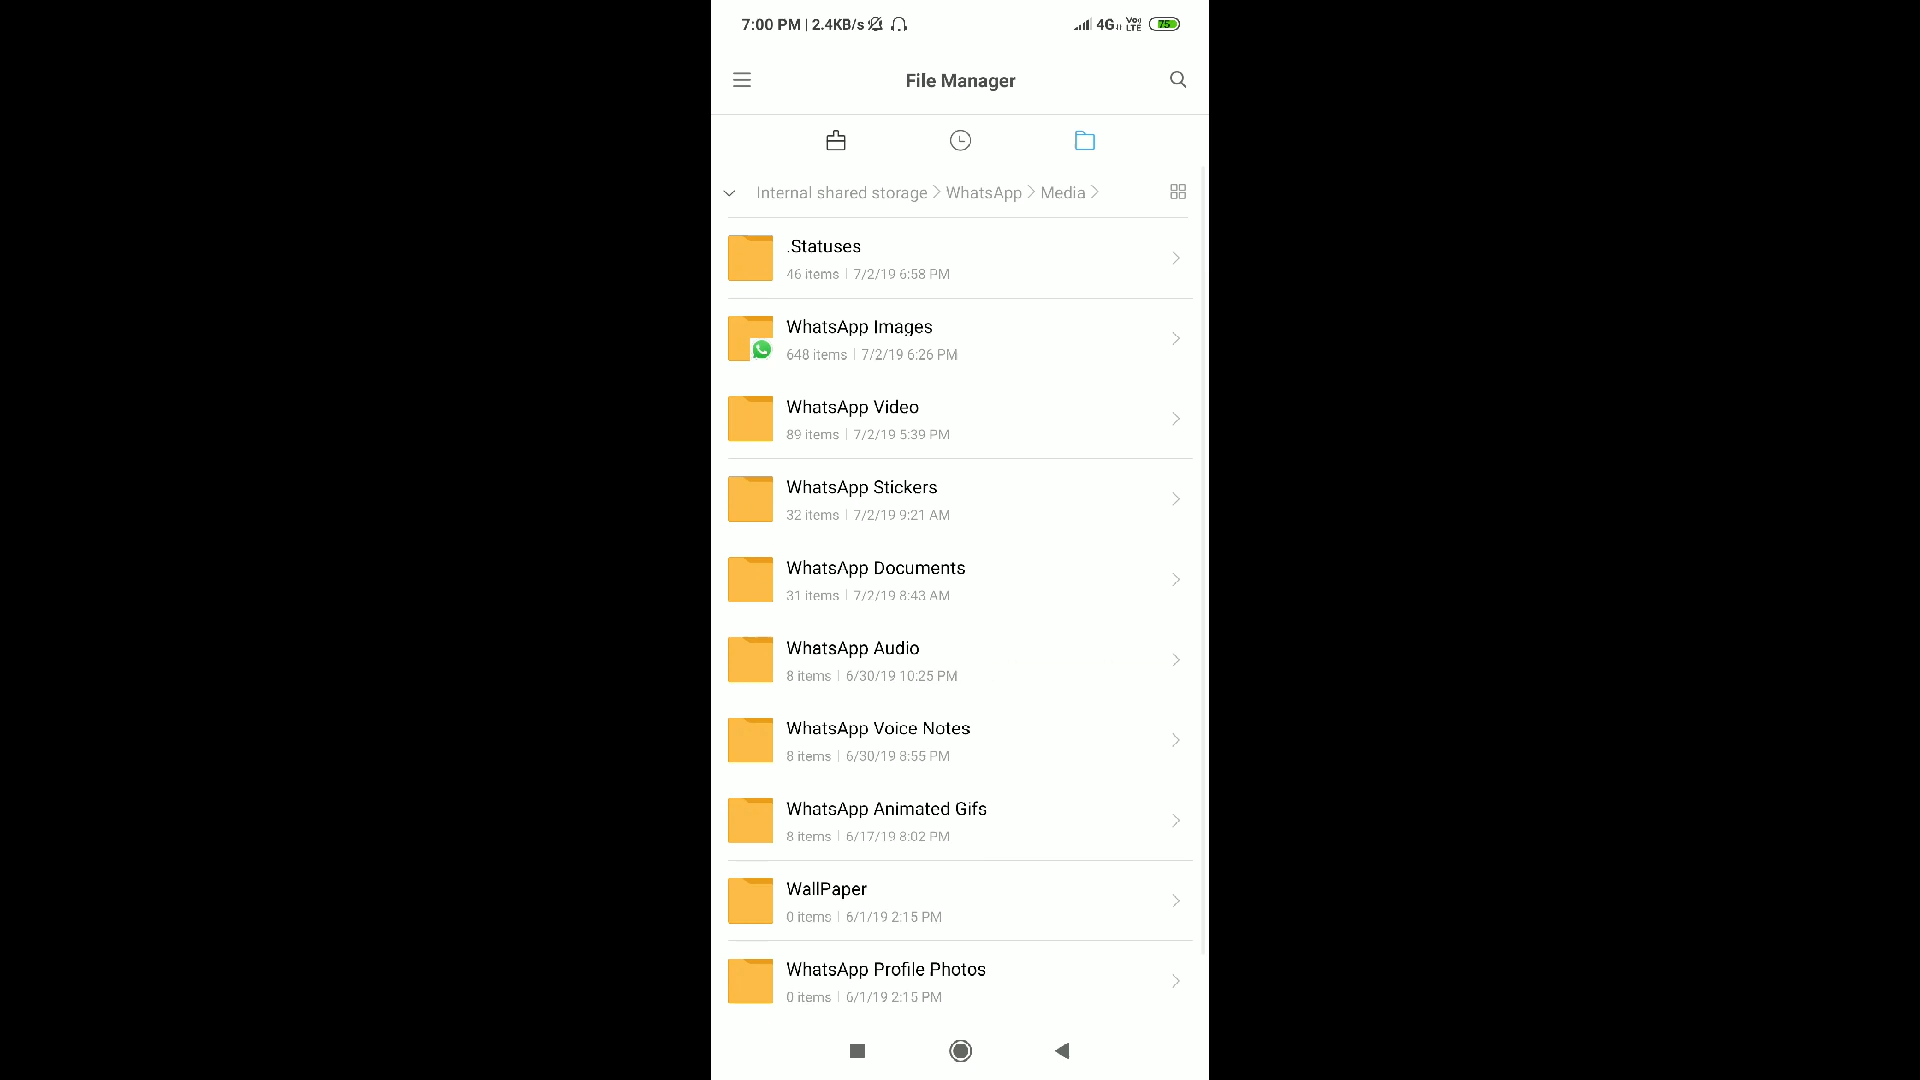 7:00 PM | 2.4KB/s 4G Vo) LTE 75
File Manager
Internal shared storage > WhatsApp > Media >
.Statuses
46 items | 7/2/19 6:58 PM
WhatsApp Images
648 items | 7/2/19 6:26 PM
WhatsApp Video
89 items | 7/2/19 5:39 PM
WhatsApp Stickers
32 items | 7/2/19 9:21 AM
WhatsApp Documents
31 items | 7/2/19 8:43 AM
WhatsApp Audio
8 items | 6/30/19 10:25 PM
WhatsApp Voice Notes
8 items | 6/30/19 8:55 PM
WhatsApp Animated Gifs
8 items | 6/17/19 8:02 PM
WallPaper
0 items | 6/1/19 2:15 PM
WhatsApp Profile Photos
0 items | 6/1/19 2:15 PM